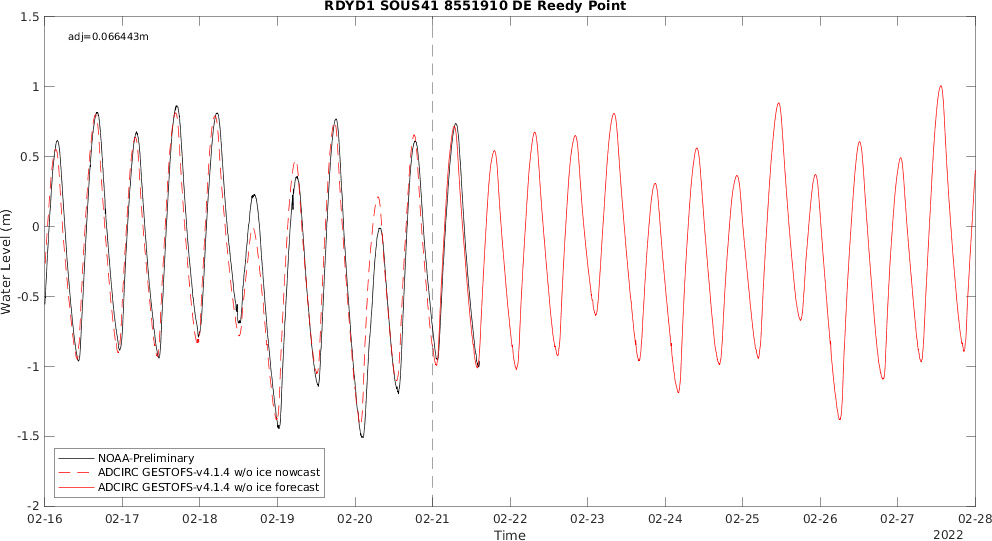 RDYD1 SOUS41 8551910 DE Reedy Point
adj=0.066443m
1.5
1
0.5
0
-0.5
-1
-1.5
-2
Water Level (m)
NOAA-Preliminary
ADCIRC GESTOFS-v4.1.4 w/o ice nowcast
ADCIRC GESTOFS-v4.1.4 w/o ice forecast
02-16 02-17 02-18 02-19 02-20 02-21 02-22 02-23 02-24 02-25 02-26 02-27 02-28
Time
2022